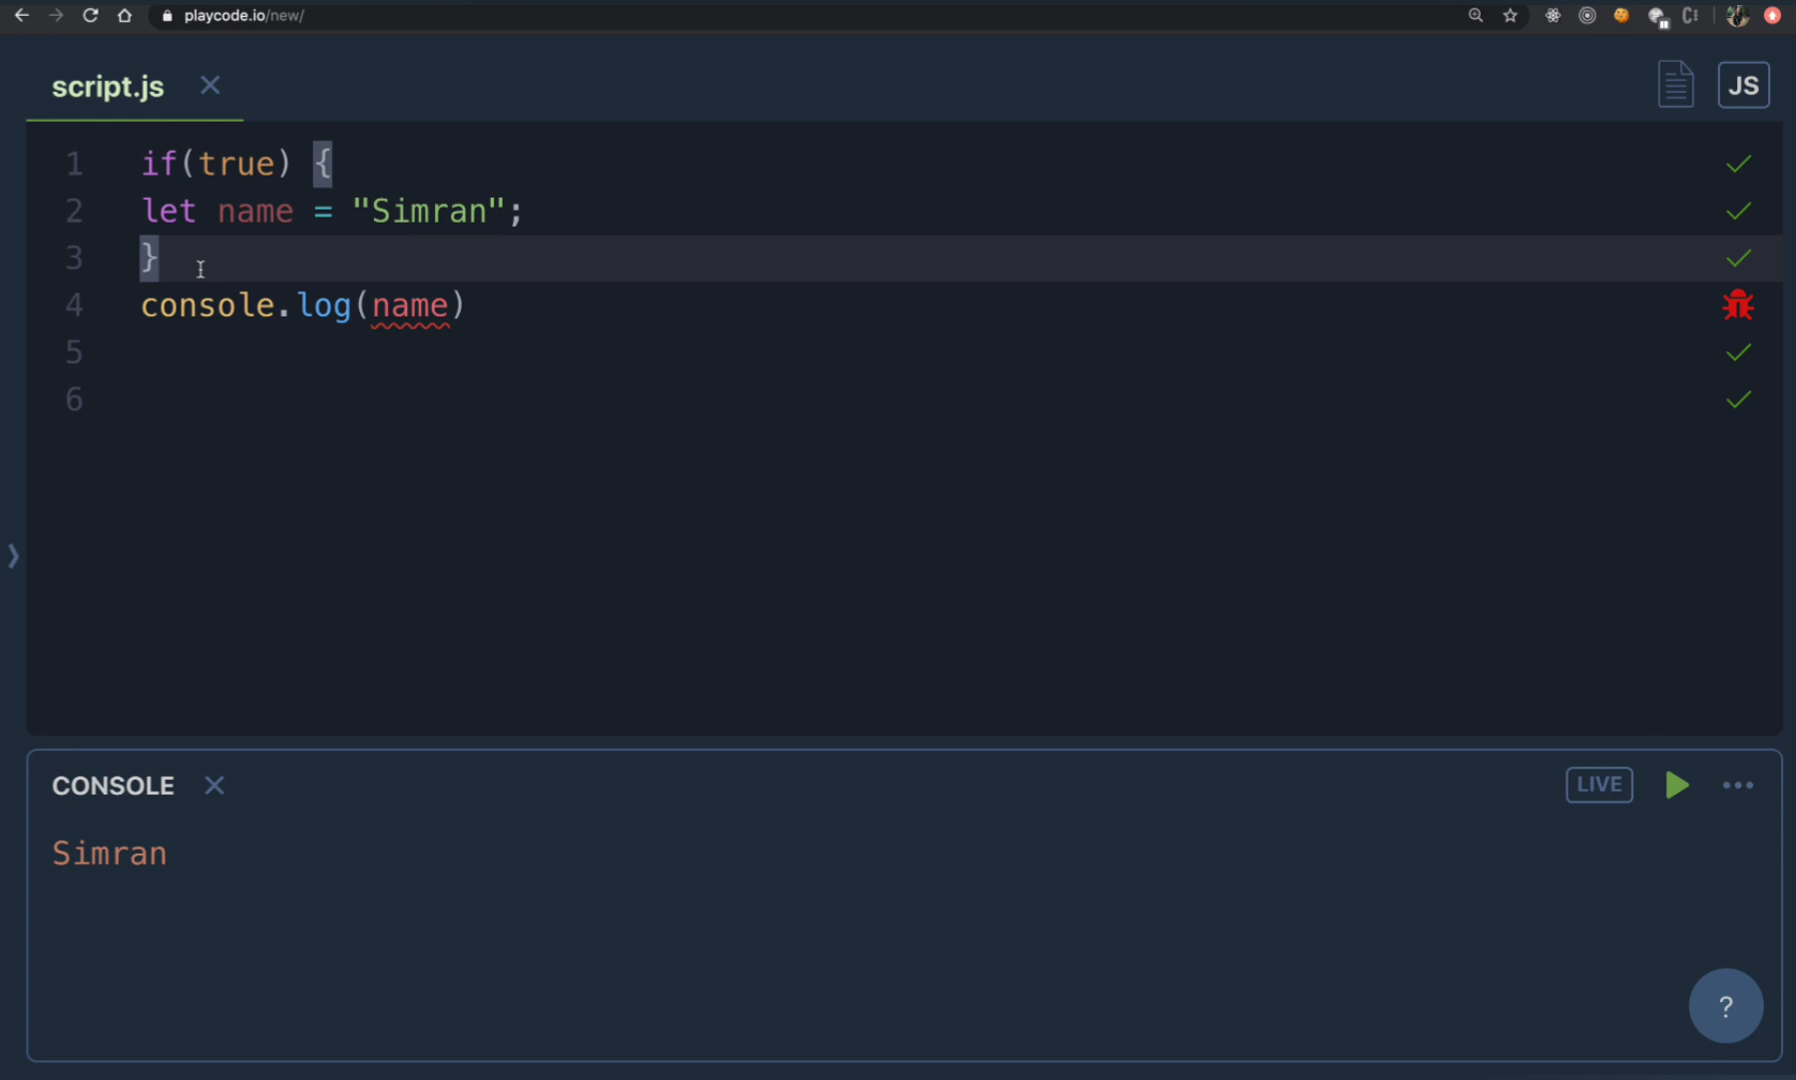 playcode.io/new/
script.js
JS
1 if(true) {
2 let name = "Simran";
3 }
4 console.log(name)
5
6
CONSOLE
LIVE
Simran
?